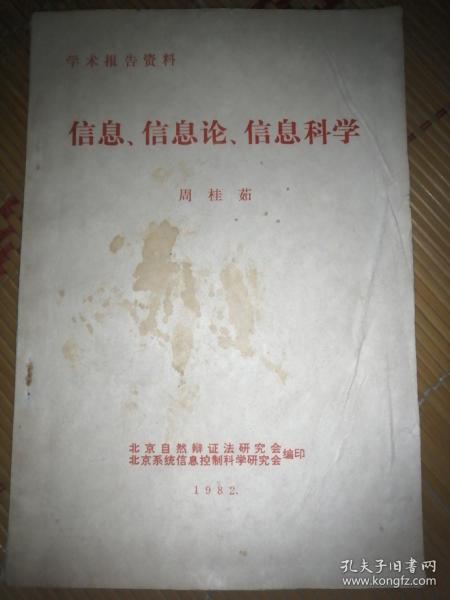 学术报告资料
信息、信息论、信息科学
周桂茹
北京自然辩证法研究会
北京系统信息控制科学研究会
编印
1982.
孔夫子旧书网
www.kongfz.com